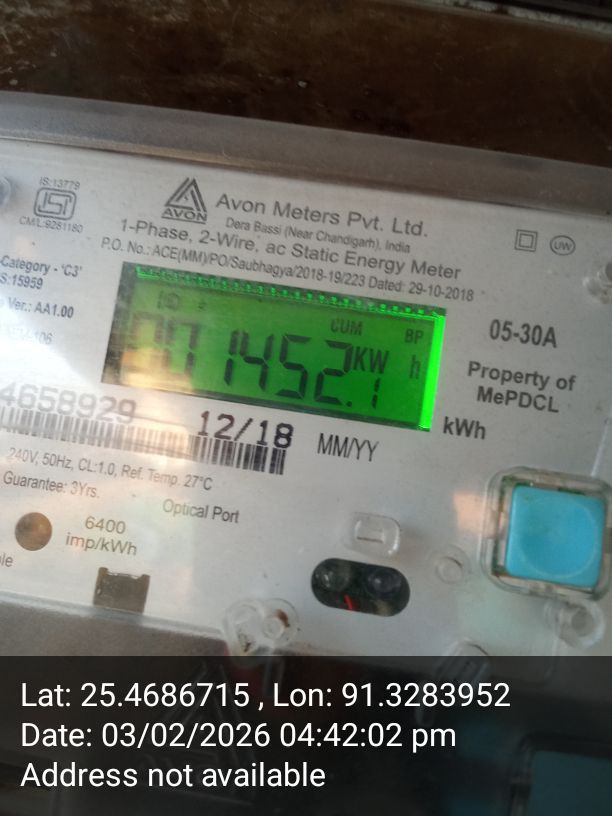 IS:13779
ISI
CM/L:9281180
AVON
Avon Meters Pvt. Ltd.
Dera Bassi (Near Chandigarh), India
1-Phase, 2-Wire, ac Static Energy Meter
P.O. No.: ACE(MM)/PO/Saubhagya/2018-19/223 Dated: 29-10-2018
UW
-Category - 'C3'
S:15959
Ver.: AA1.00
CUM BP
001452.1 KW h
05-30A
Property of
MePDCL
kWh
4658929
12/18
MM/YY
240V, 50Hz, CL:1.0, Ref. Temp. 27°C
Guarantee: 3Yrs.
Optical Port
6400
imp/kWh
Lat: 25.4686715 , Lon: 91.3283952
Date: 03/02/2026 04:42:02 pm
Address not available